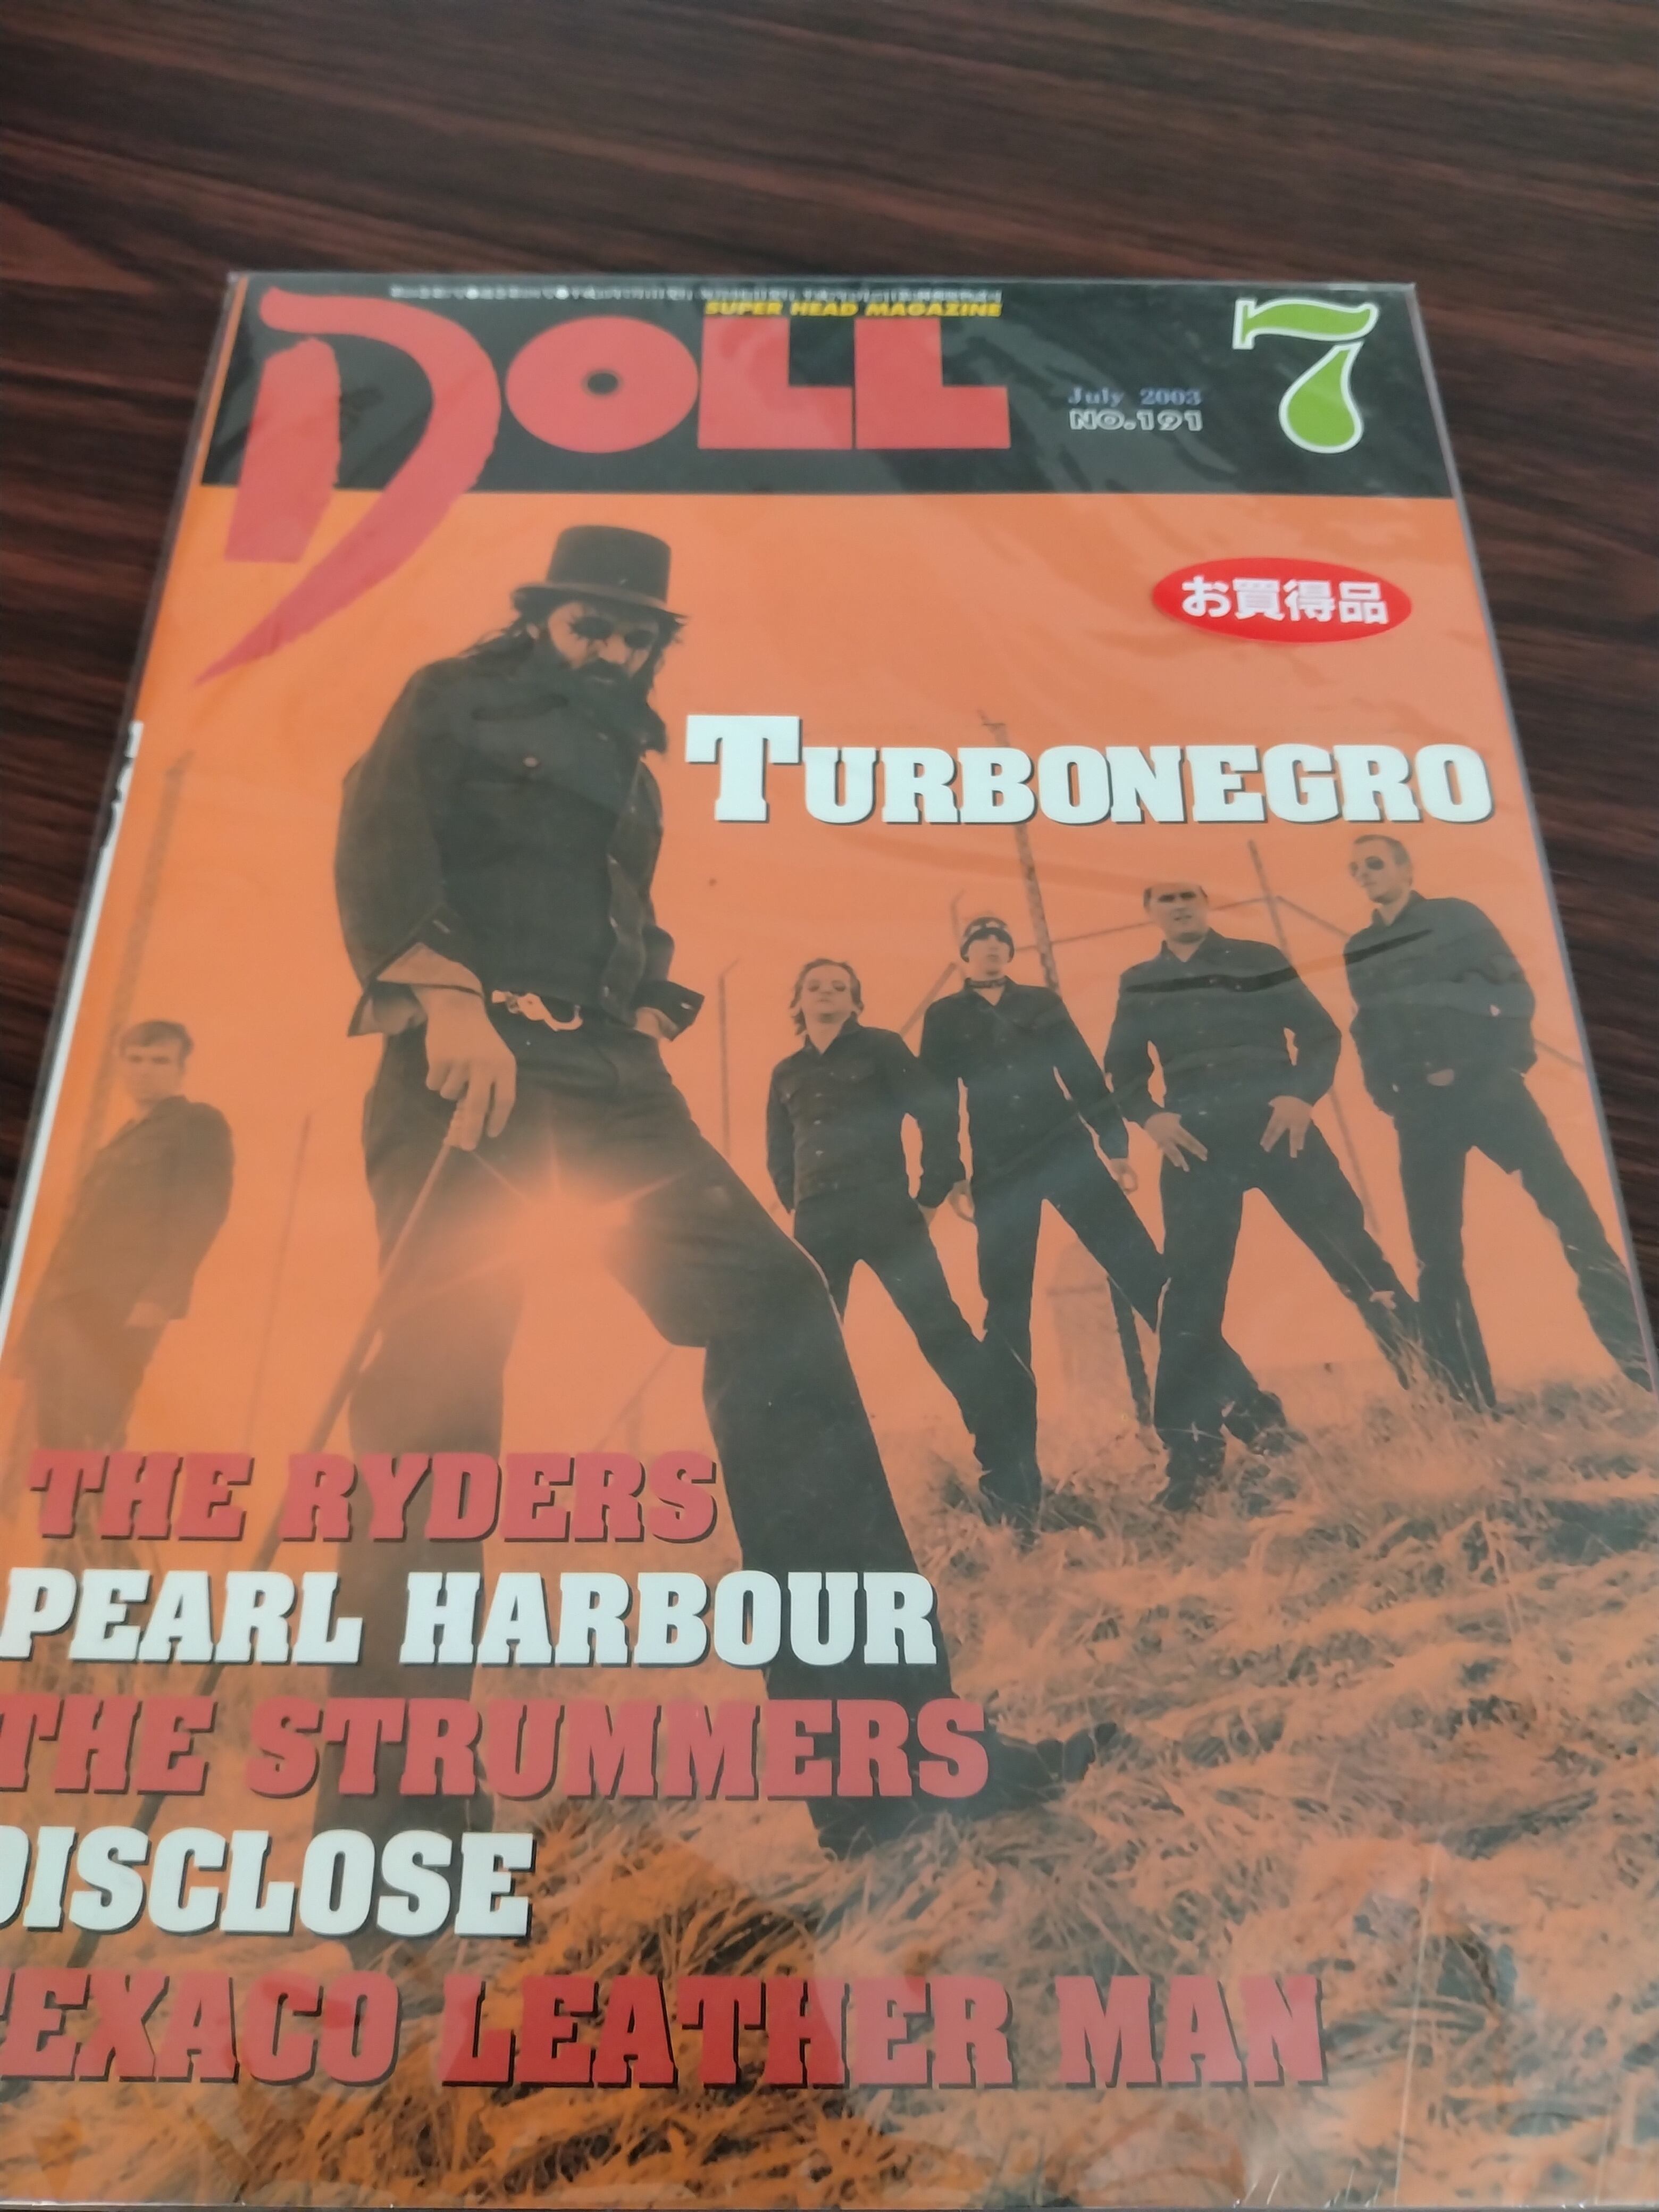 SUPER HEAD MAGAZINE
DOLL
7
July 2003
NO.191
お買得品
TURBONEGRO
THE RYDERS
PEARL HARBOUR
THE STRUMMERS
DISCLOSE
TEXACO LEATHER MAN